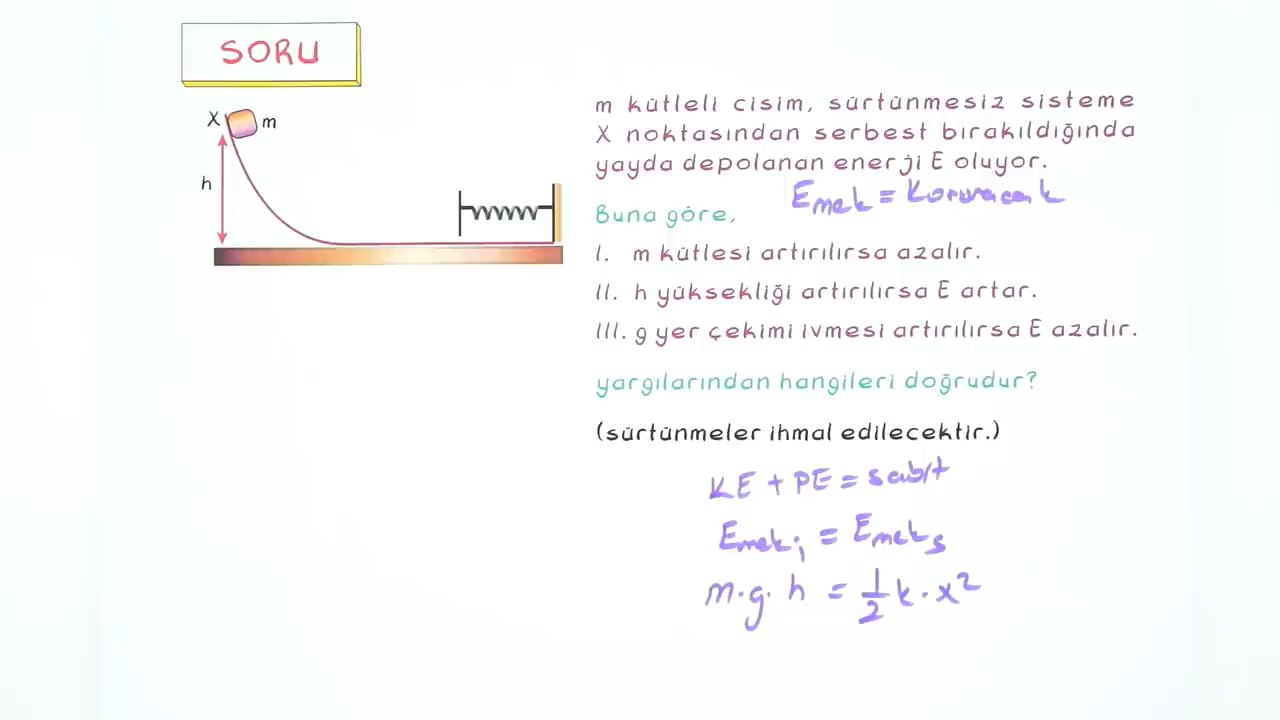 SORU
X
m
h
m kütleli cisim, sürtünmesiz sisteme
X noktasından serbest bırakıldığında
yayda depolanan enerji E oluyor.
Emek = Korunacak
Buna göre,
I. m kütlesi artırılırsa azalır.
II. h yüksekliği artırılırsa E artar.
III. g yer çekimi ivmesi artırılırsa E azalır.
yargılarından hangileri doğrudur?
(sürtünmeler ihmal edilecektir.)
KE + PE = sabit
Emek i = Emek s
m.g.h = 1/2 k.x²